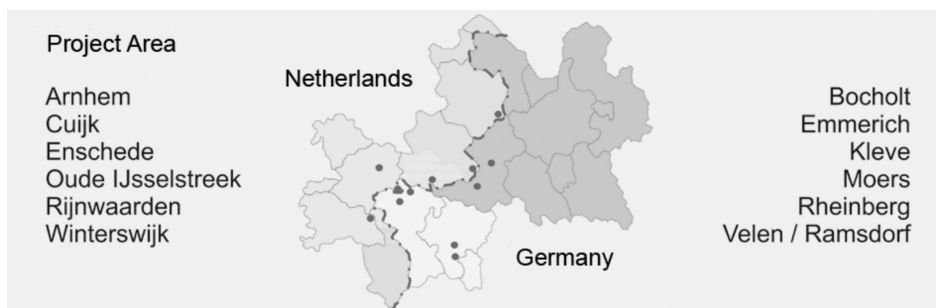 Project Area
Netherlands
Arnhem
Cuijk
Enschede
Oude IJsselstreek
Rijnwaarden
Winterswijk
Bocholt
Emmerich
Kleve
Moers
Rheinberg
Velen / Ramsdorf
Germany